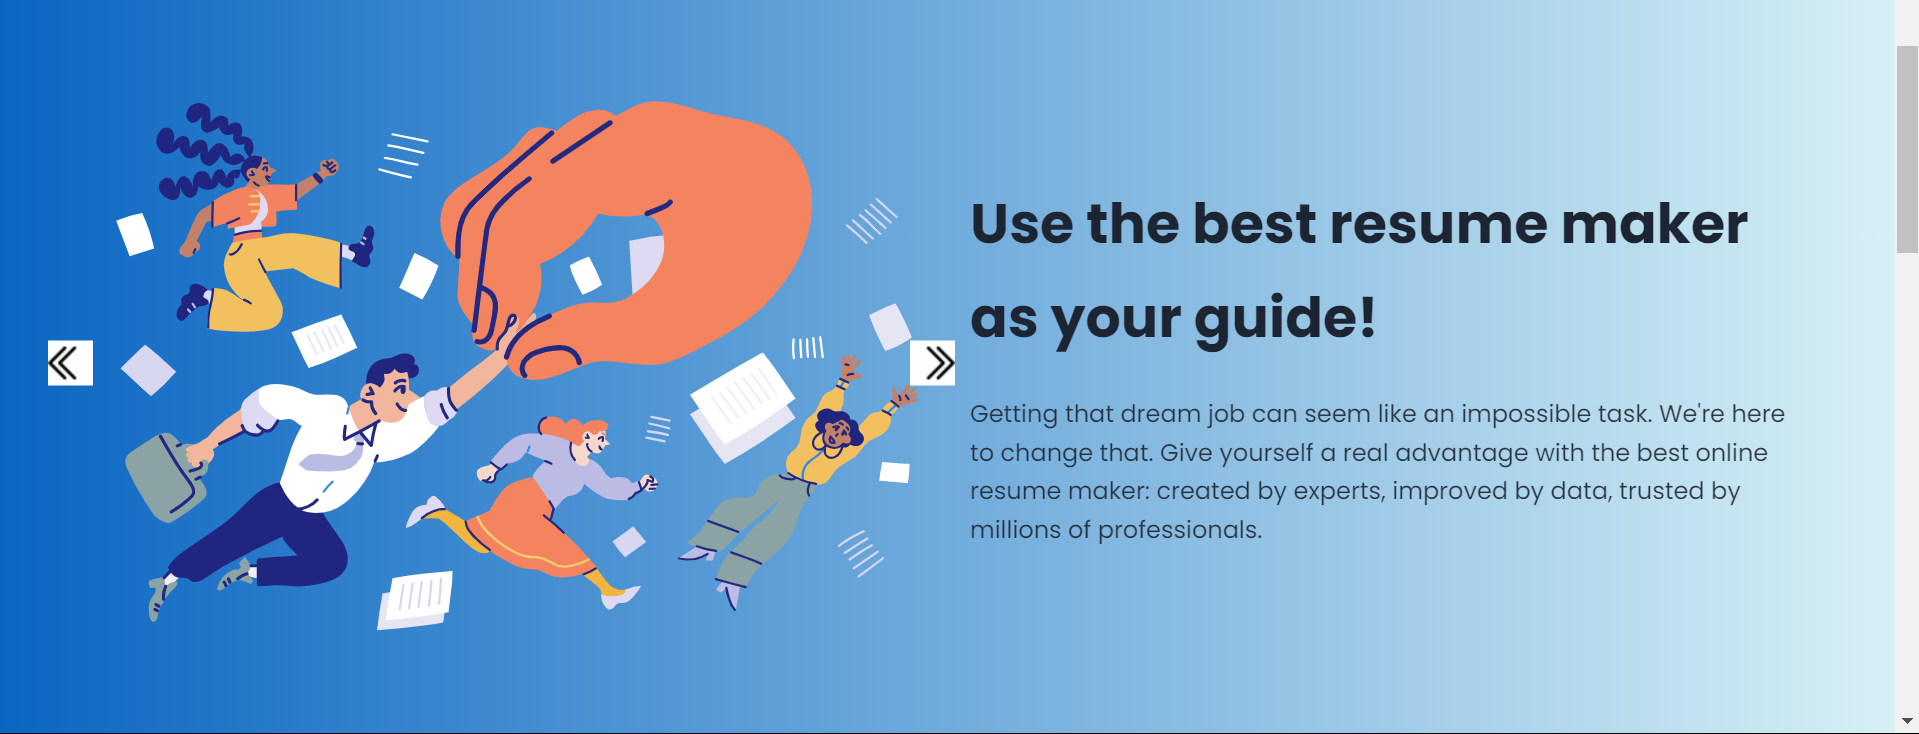 Use the best resume maker
as your guide!
Getting that dream job can seem like an impossible task. We're here
to change that. Give yourself a real advantage with the best online
resume maker: created by experts, improved by data, trusted by
millions of professionals.